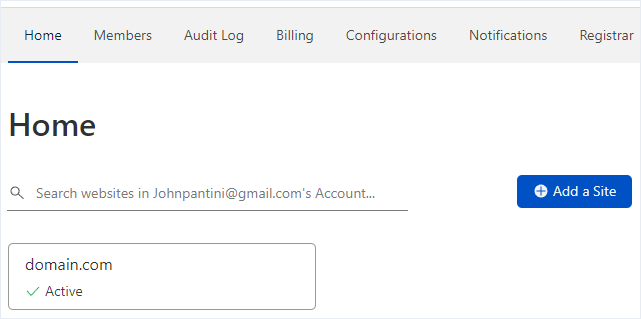 Home Members Audit Log Billing Configurations Notifications Registrar
Home
Search websites in Johnpantini@gmail.com's Account...
Add a Site
domain.com
Active